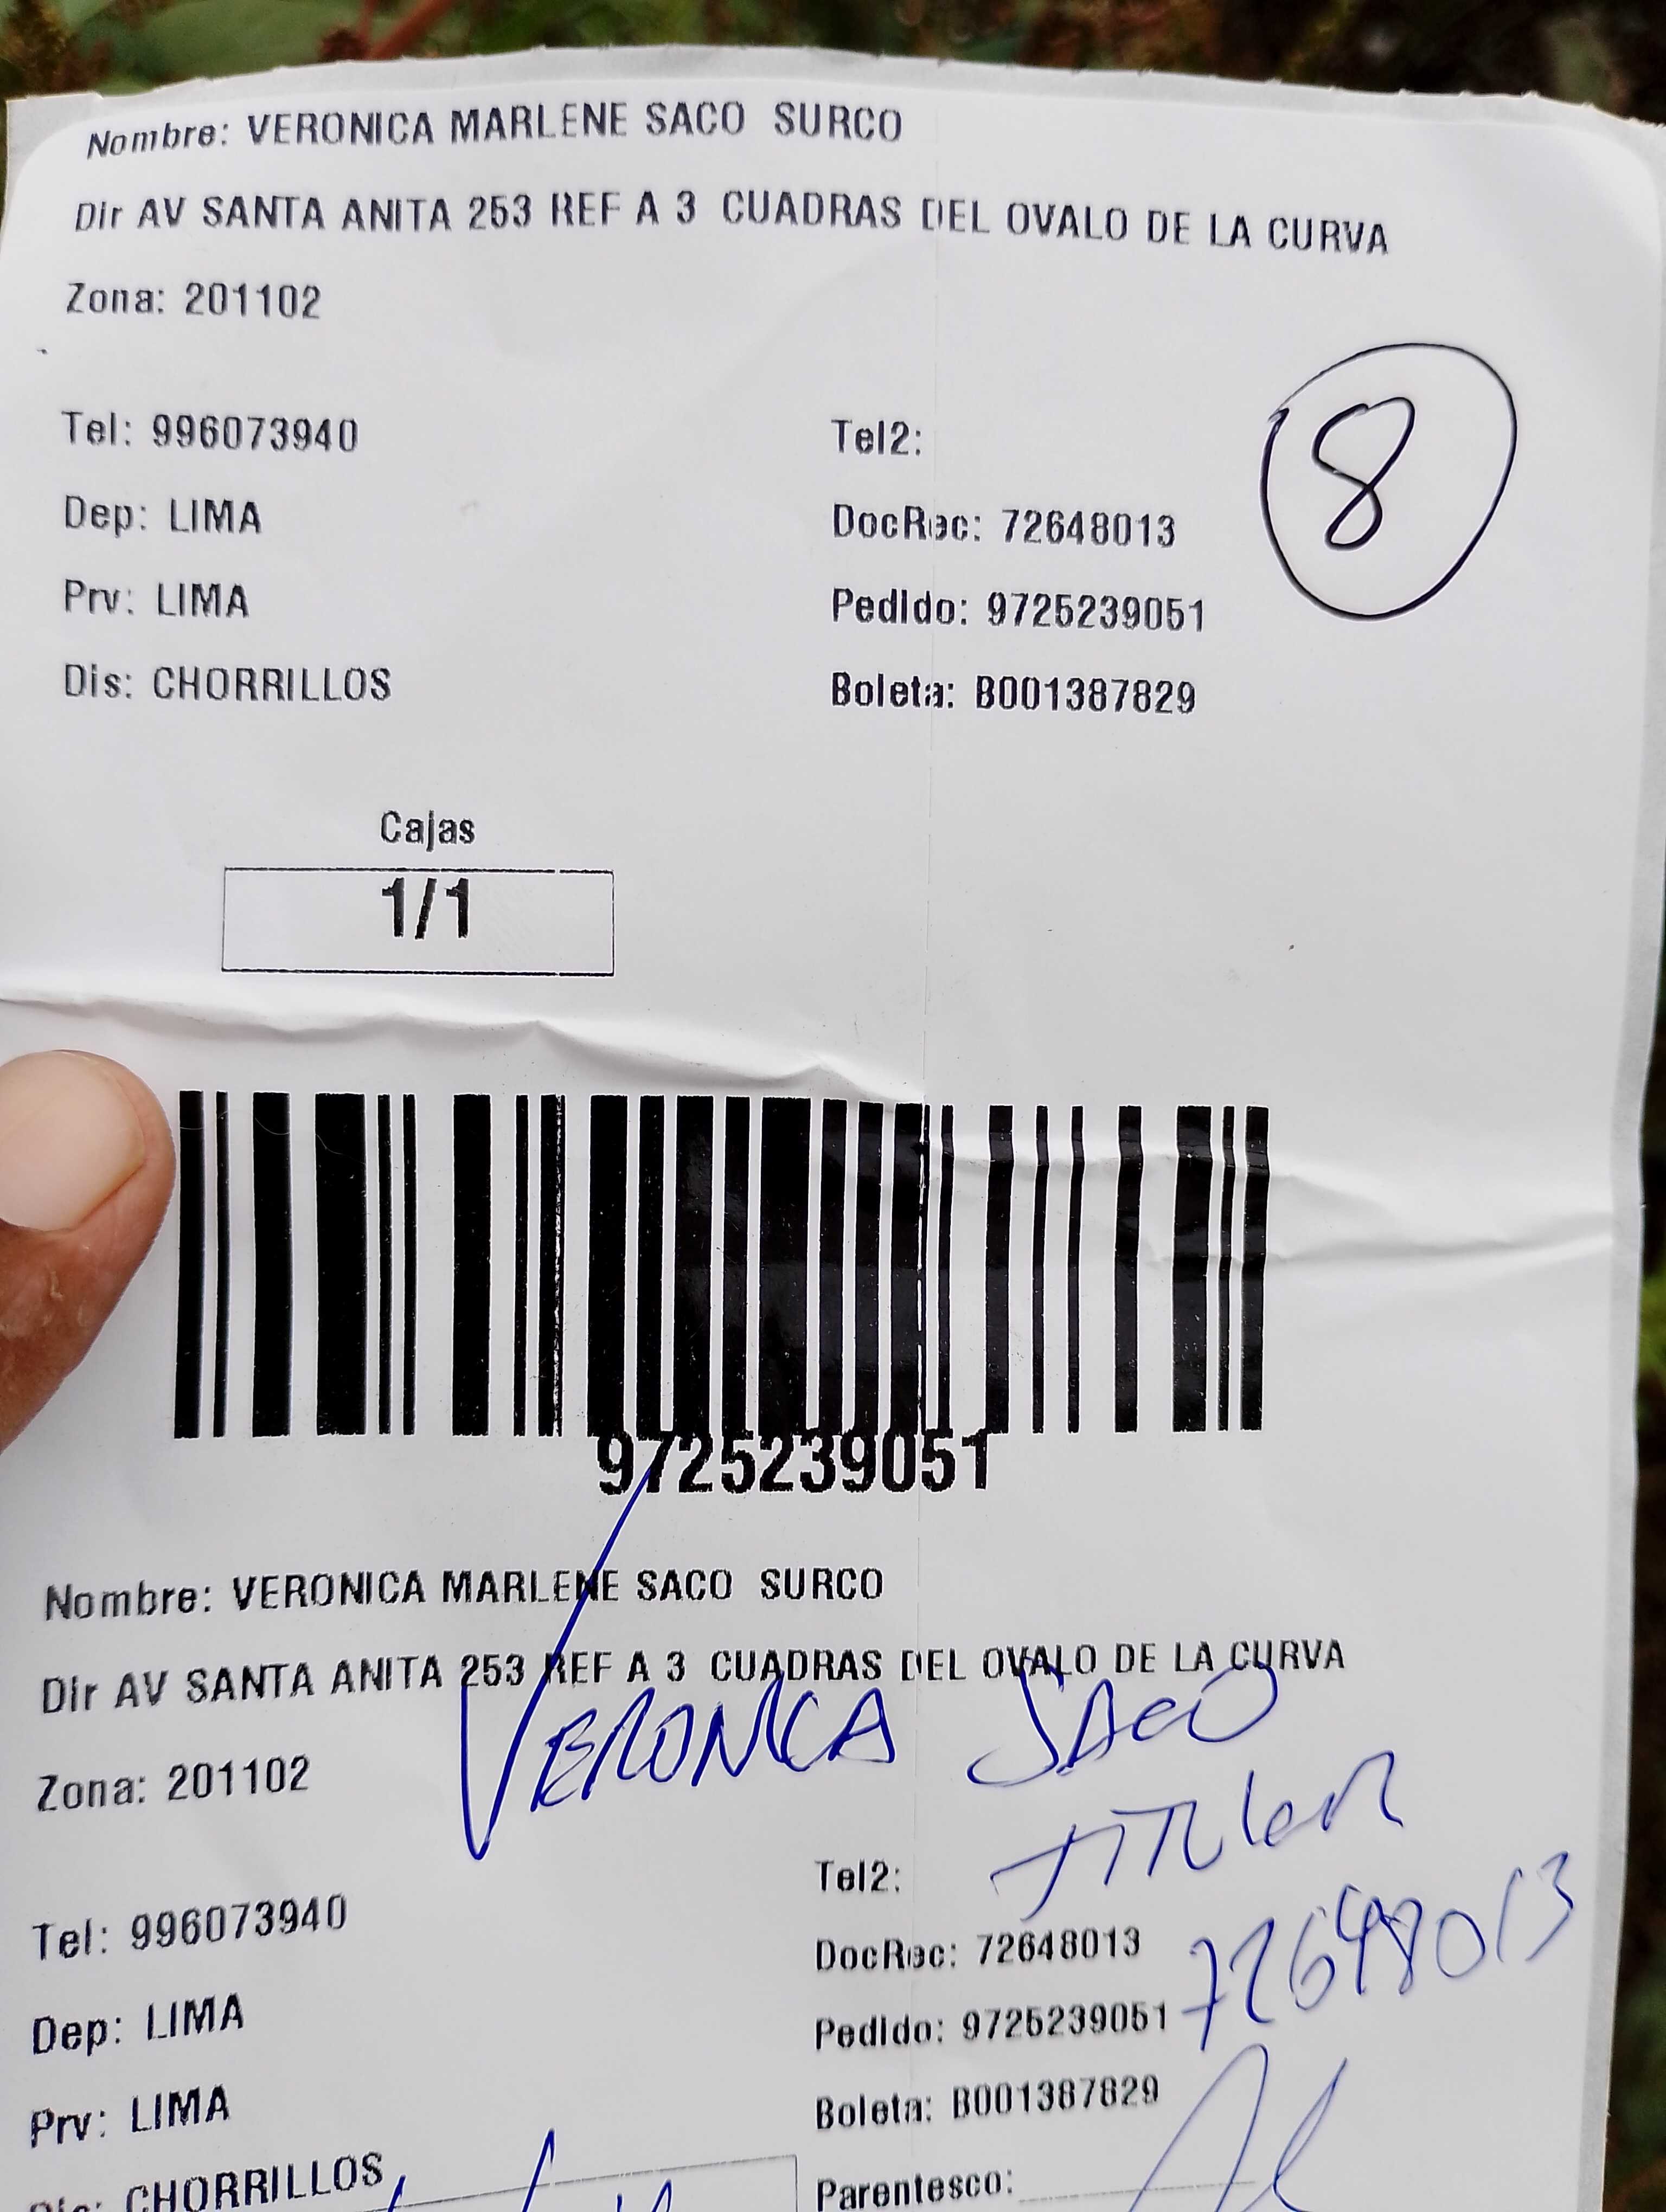 Nombre: VERONICA MARLENE SACO SURCO
Dir AV SANTA ANITA 253 REF A 3 CUADRAS DEL OVALO DE LA CURVA
Zona: 201102
8
Tel: 996073940
Tel2:
Dep: LIMA
DocRec: 72648013
Prv: LIMA
Pedido: 9725239051
Dis: CHORRILLOS
Boleta: B001387829
Cajas
1/1
9725239051
Nombre: VERONICA MARLENE SACO SURCO
Dir AV SANTA ANITA 253 REF A 3 CUADRAS DEL OVALO DE LA CURVA
VERONICA SACO
Zona: 201102
TITULAR
Tel2:
Tel: 996073940
DocRec: 72648013
72648013
Dep: LIMA
Pedido: 9725239051
Prv: LIMA
Boleta: B001387829
Dis: CHORRILLOS
Parentesco: